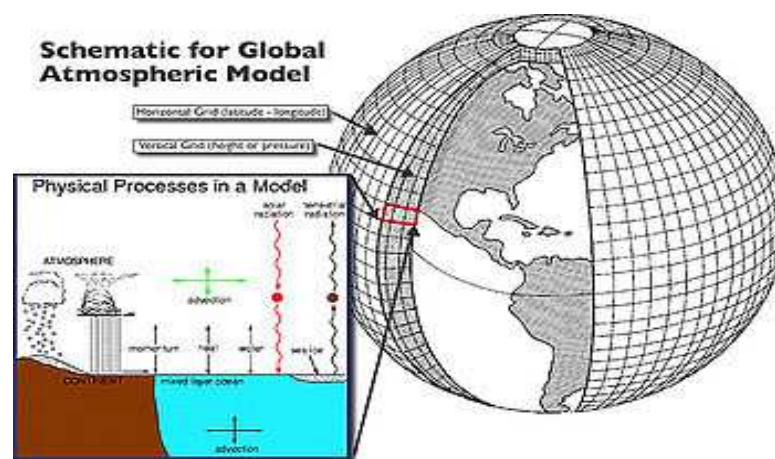 Schematic for Global
Atmospheric Model
Horizontal Grid (latitude - longitude)
Vertical Grid (height or pressure)
Physical Processes in a Model
solar
radiation
terrestrial
radiation
ATMOSPHERE
advection
momentum
heat
water
sea ice
CONTINENT
mixed layer ocean
advection